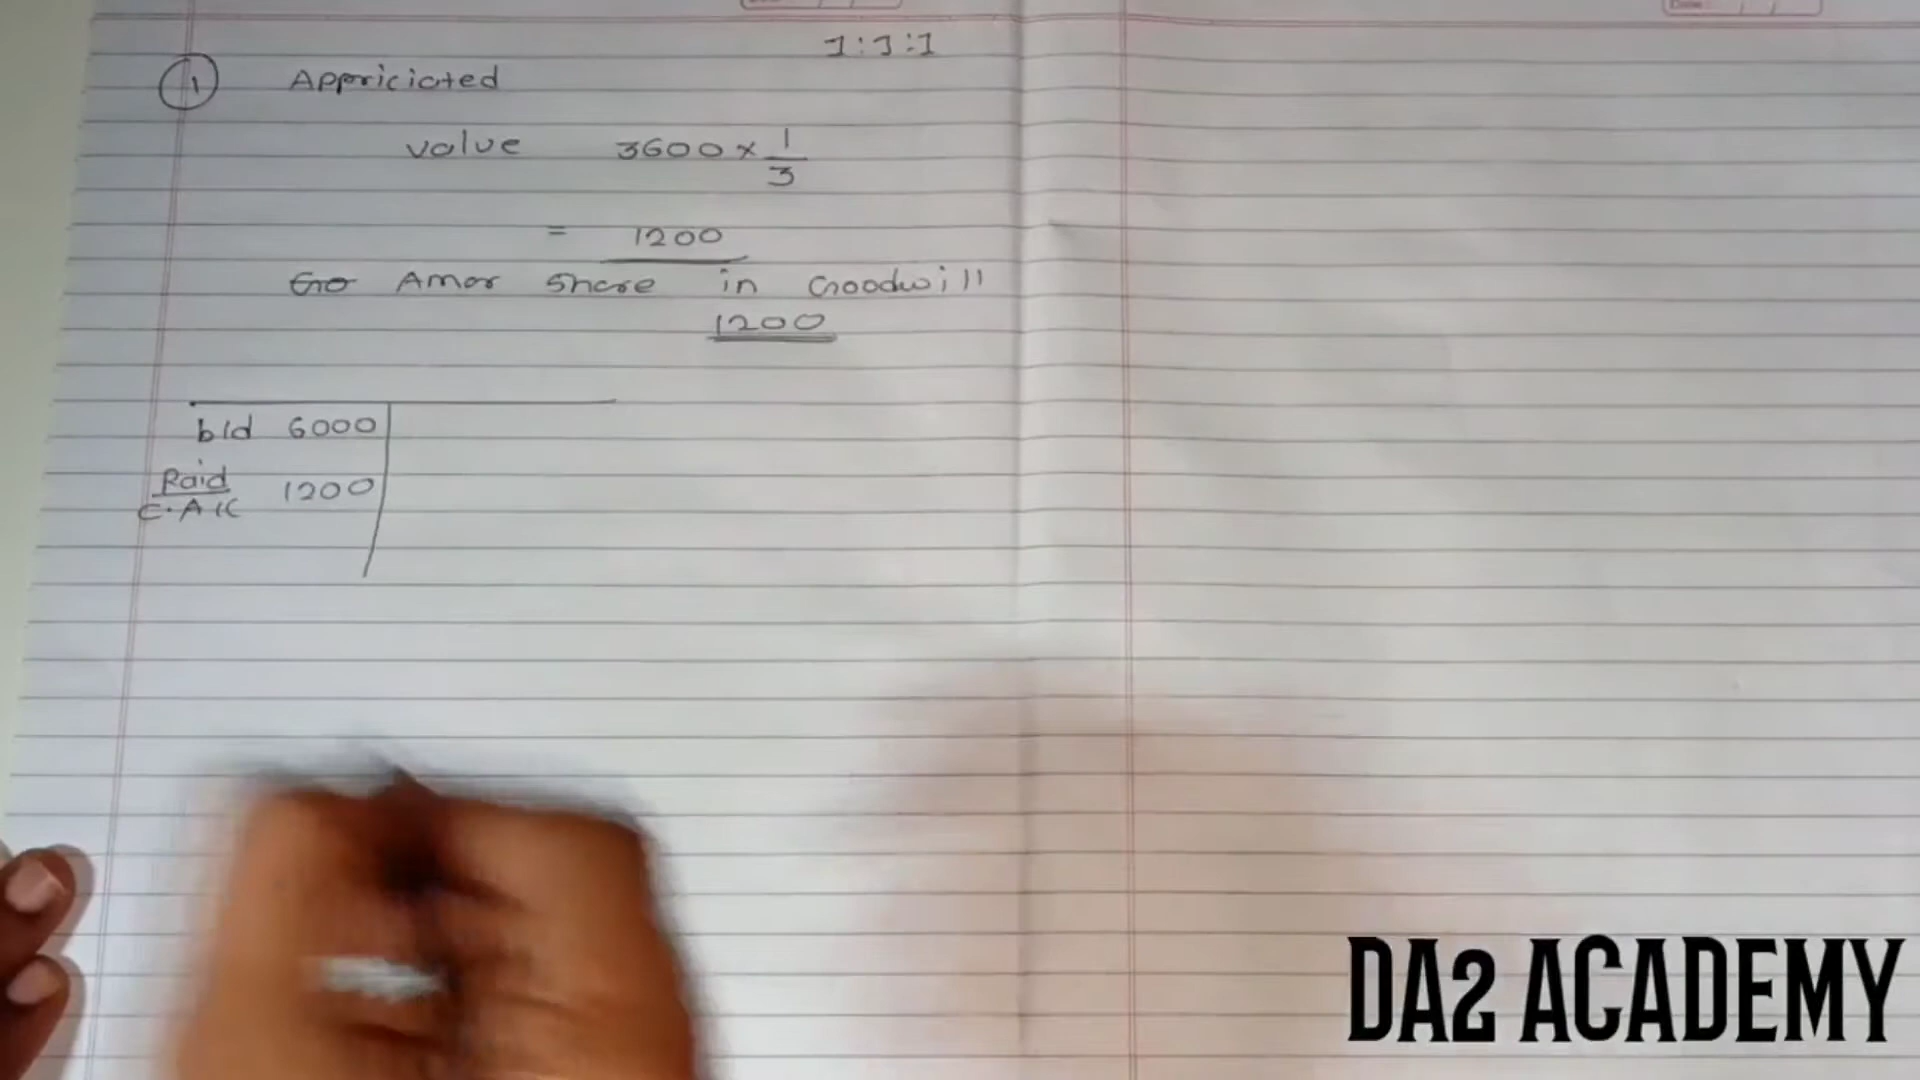 1:1:1
1 Appriciated
value 3600 × 1/3
= 1200
Go Amar Share in Goodwill
1200
b/d 6000
Paid 1200
C. A/C
DA2 ACADEMY